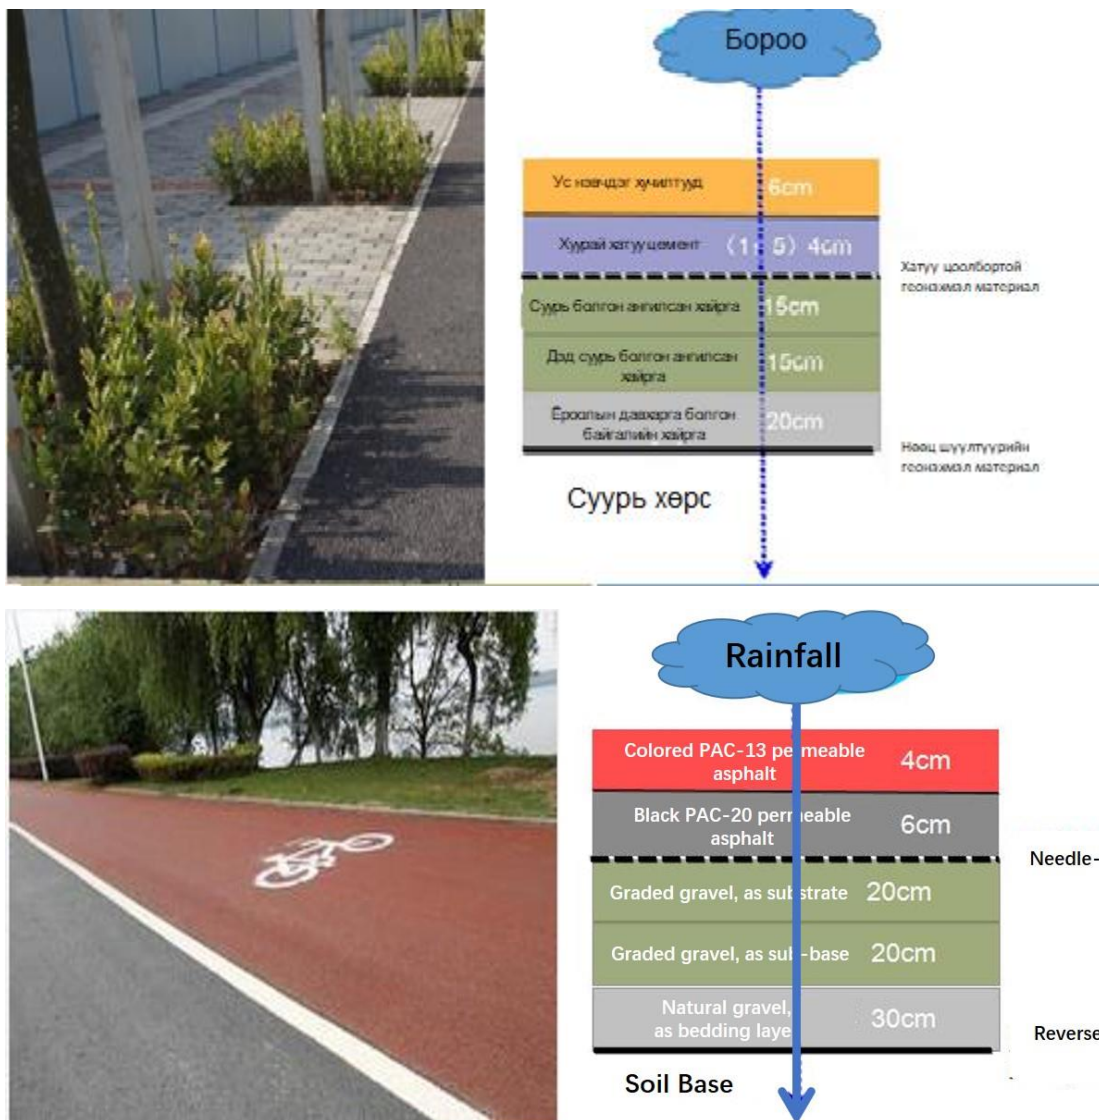 Бороо
Ус нэвчдэг хучилтууд 6cm
Хуурай хатуу цемент (1: 5) 4cm
Хатуу цоолбортой
геонэхмэл материал
Суурь болгон ангилсан хайрга 15cm
Дэд суурь болгон ангилсан
хайрга
15cm
Ёроолын давхарга болгон
байгалийн хайрга
20cm
Нөөц шүүлтүүрийн
геонэхмэл материал
Суурь хөрс
Rainfall
Colored PAC-13 permeable
asphalt
4cm
Black PAC-20 permeable
asphalt
6cm
Needle-
Graded gravel, as substrate 20cm
Graded gravel, as sub-base 20cm
Natural gravel,
as bedding laye
30cm
Reverse
Soil Base